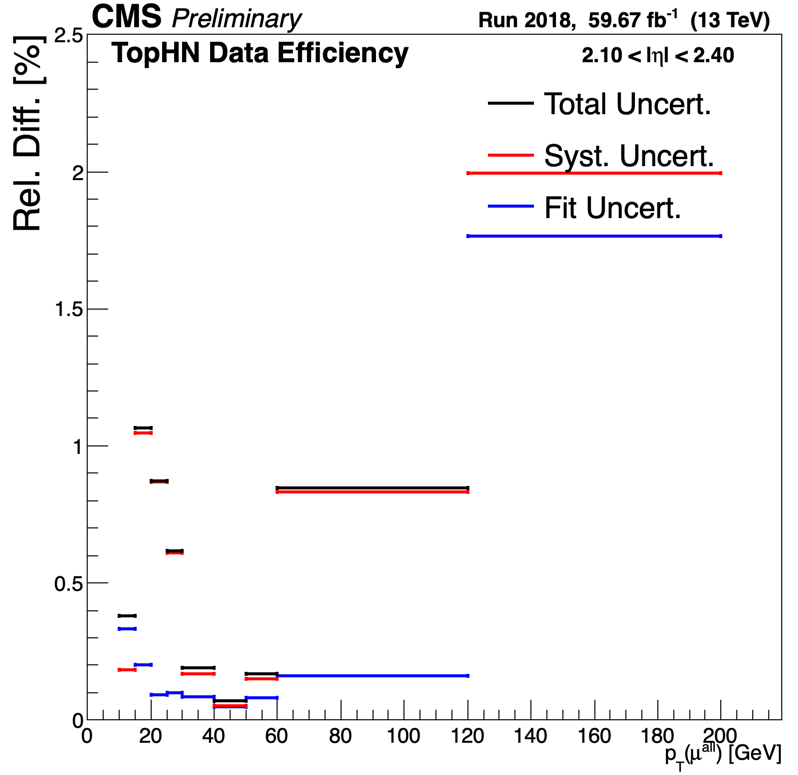 CMS Preliminary
Run 2018, 59.67 fb⁻¹ (13 TeV)
TopHN Data Efficiency
2.10 < |η| < 2.40
Total Uncert.
Syst. Uncert.
Fit Uncert.
Rel. Diff. [%]
2.5
2
1.5
1
0.5
0
0 20 40 60 80 100 120 140 160 180 200
p_T(μ^all) [GeV]